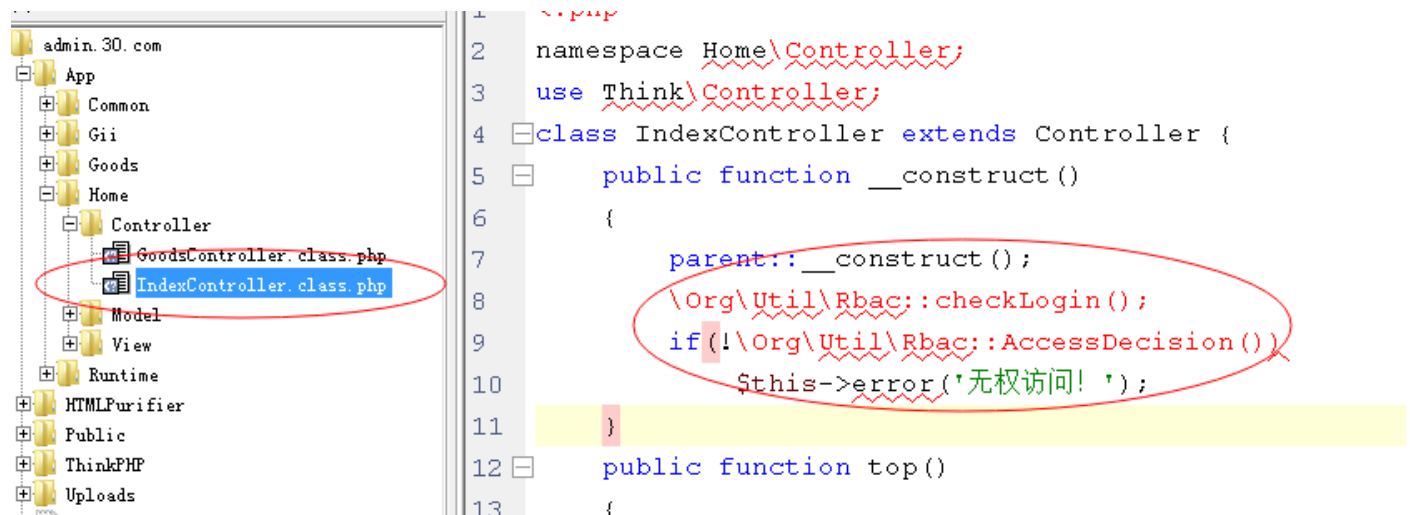 admin.30.com
App
Common
Gii
Goods
Home
Controller
GoodsController.class.php
IndexController.class.php
Model
View
Runtime
HTMLPurifier
Public
ThinkPHP
Uploads
1 <?php
2 namespace Home\Controller;
3 use Think\Controller;
4 class IndexController extends Controller {
5 public function __construct()
6 {
7 parent::__construct();
8 \Org\Util\Rbac::checkLogin();
9 if(!\Org\Util\Rbac::AccessDecision())
10 $this->error('无权访问! ');
11 }
12 public function top()
13 {